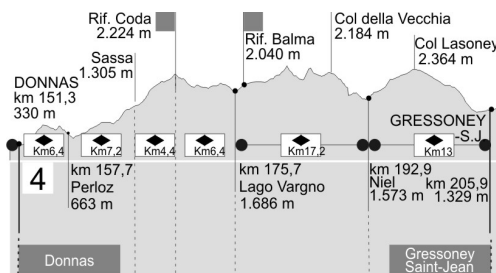 Rif. Coda
2.224 m
Sassa
1.305 m
DONNAS
km 151,3
330 m
Rif. Balma
2.040 m
Col della Vecchia
2.184 m
Col Lasoney
2.364 m
GRESSONEY
-S.J.
Km6,4
Km7,2
Km4,4
Km6,4
Km17,2
Km13
4
km 157,7
Perloz
663 m
km 175,7
Lago Vargno
1.686 m
km 192,9
Niel
1.573 m
km 205,9
1.329 m
Donnas
Gressoney
Saint-Jean